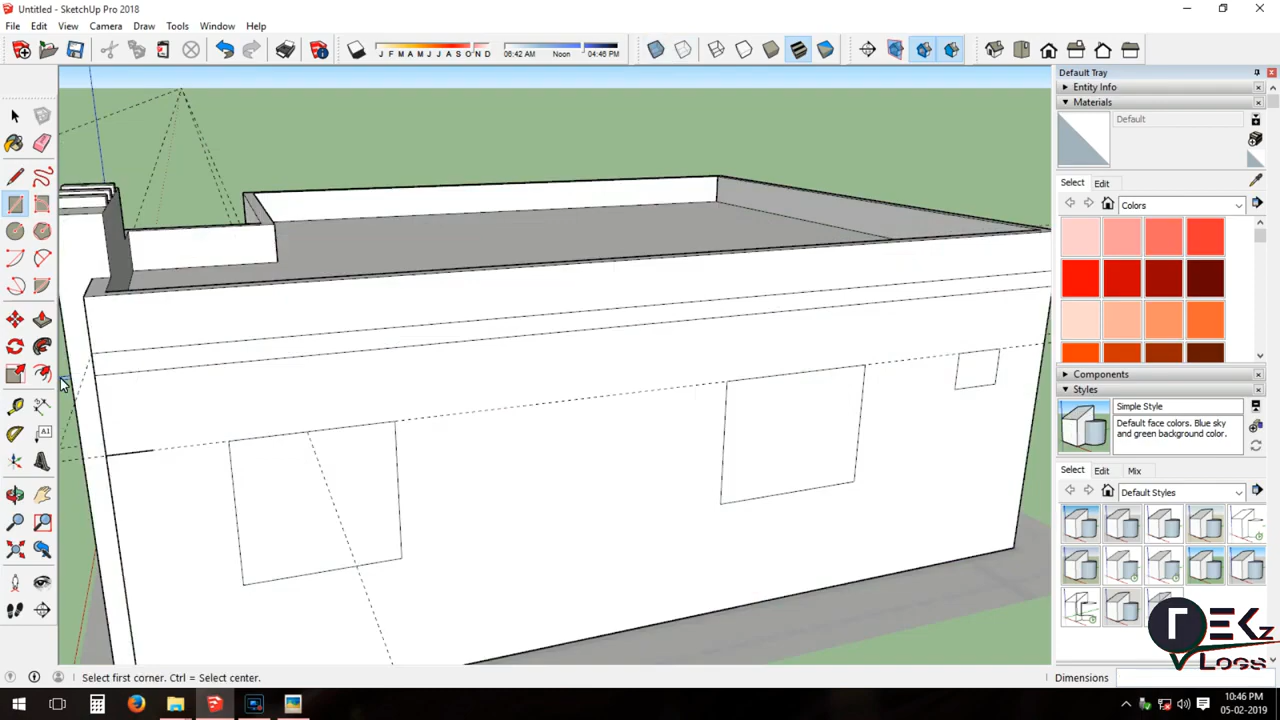 Untitled - SketchUp Pro 2018
File Edit View Camera Draw Tools Window Help
J F M A M J J A S O N D
06:42 AM Noon 04:46 PM
Default Tray
Entity Info
Materials
Default
Select Edit
Colors
Components
Styles
Simple Style
Default face colors. Blue sky
and green background color.
Select Edit Mix
Default Styles
TEKz
VLogs
Select first corner. Ctrl = Select center.
Dimensions
10:46 PM
05-02-2019